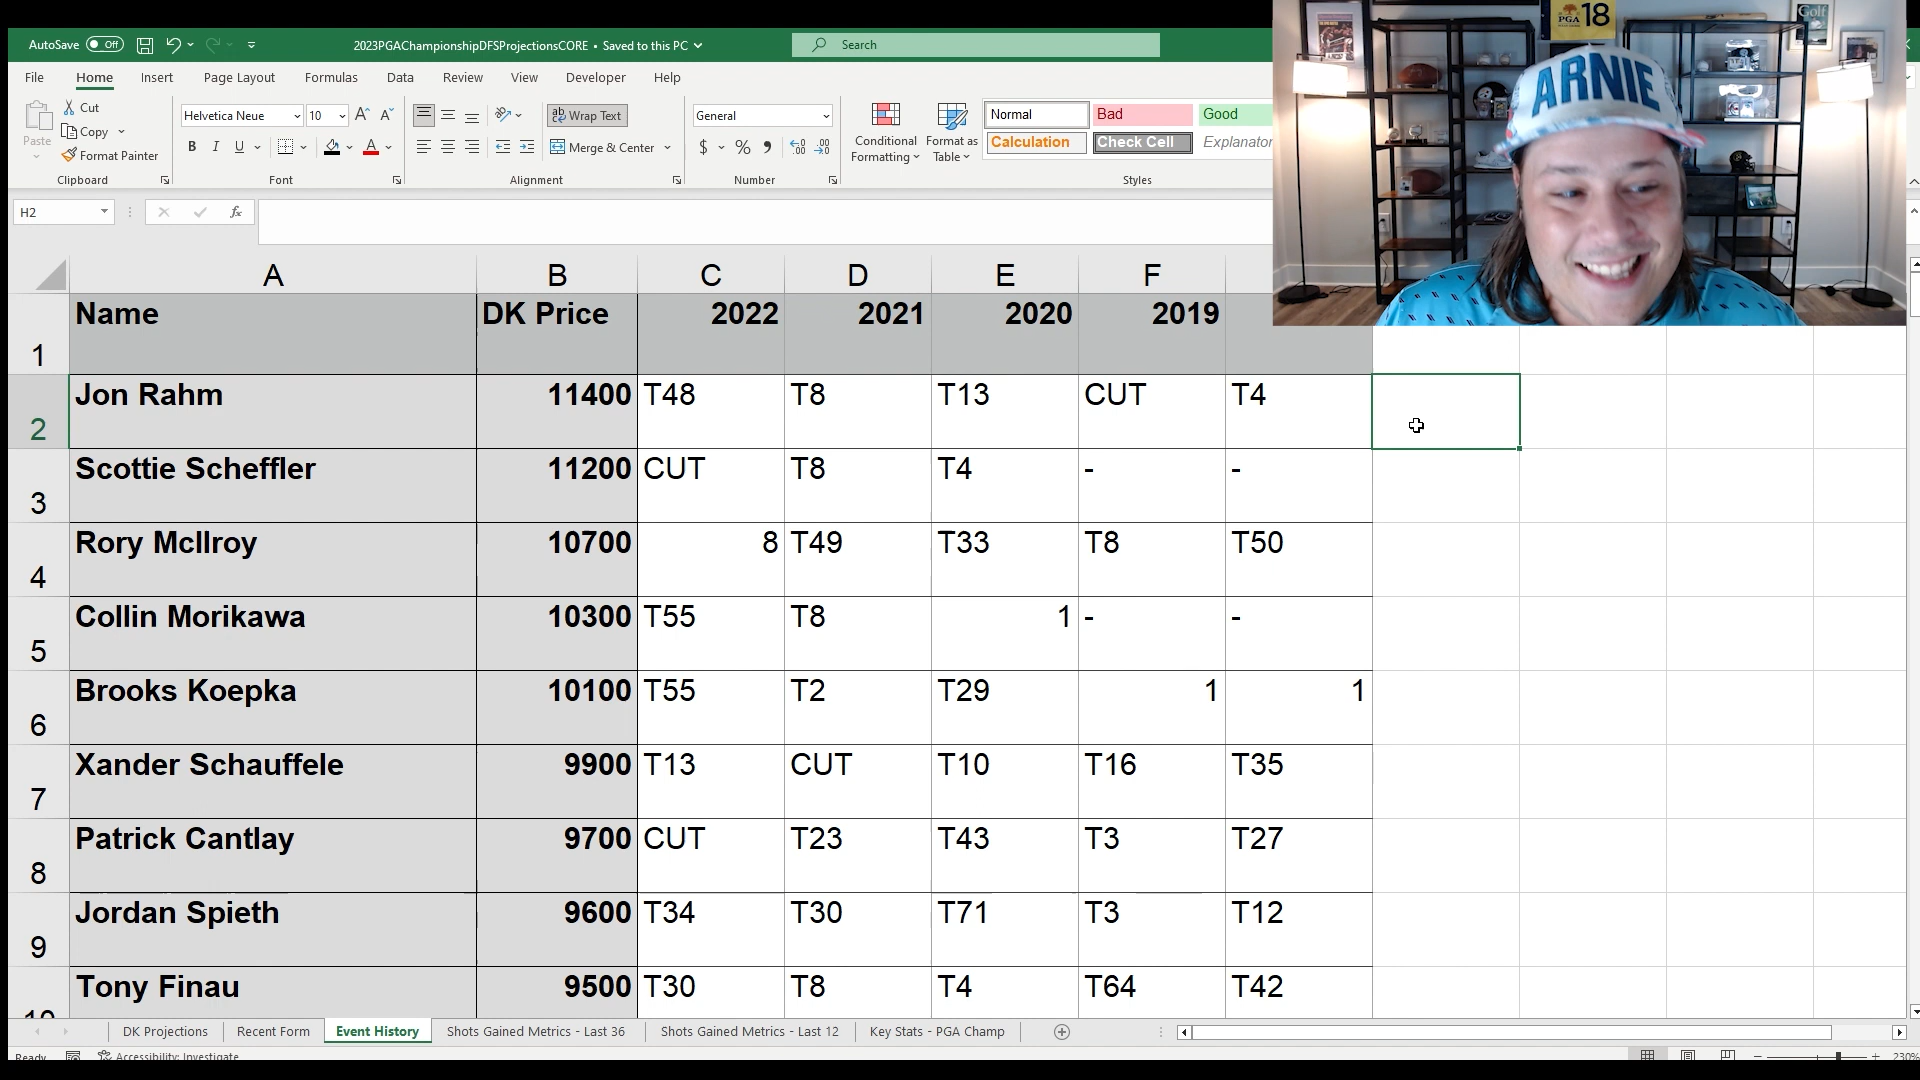 AutoSave Off 2023PGAChampionshipDFSProjectionsCORE • Saved to this PC Search
PGA 18
Golf
ARNIE
File Home Insert Page Layout Formulas Data Review View Developer Help
Paste Cut Copy Format Painter Clipboard
Helvetica Neue 10 B I U Font
Wrap Text Merge & Center Alignment
General $ % Number
Conditional Formatting Format as Table
Normal Bad Good
Calculation Check Cell Explanator
Styles
H2 fx
A B C D E F
1 Name DK Price 2022 2021 2020 2019
2 Jon Rahm 11400 T48 T8 T13 CUT T4
3 Scottie Scheffler 11200 CUT T8 T4 - -
4 Rory McIlroy 10700 8 T49 T33 T8 T50
5 Collin Morikawa 10300 T55 T8 1 - -
6 Brooks Koepka 10100 T55 T2 T29 1 1
7 Xander Schauffele 9900 T13 CUT T10 T16 T35
8 Patrick Cantlay 9700 CUT T23 T43 T3 T27
9 Jordan Spieth 9600 T34 T30 T71 T3 T12
10 Tony Finau 9500 T30 T8 T4 T64 T42
DK Projections Recent Form Event History Shots Gained Metrics - Last 36 Shots Gained Metrics - Last 12 Key Stats - PGA Champ
Ready Accessibility: Investigate 230%